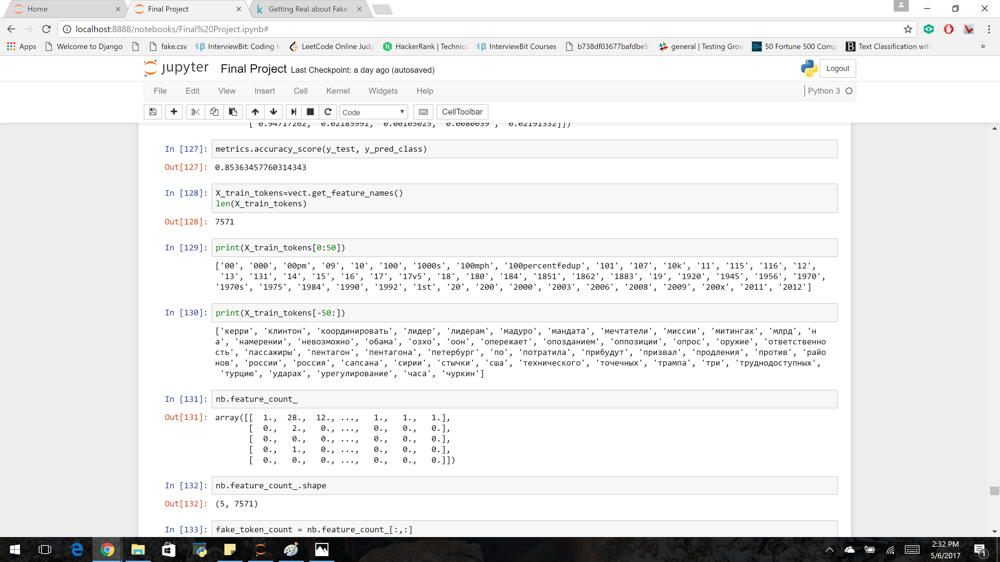 Home
Final Project
Getting Real about Fake
localhost:8888/notebooks/Final%20Project.ipynb#
Apps
Welcome to Django
fake.csv
InterviewBit: Coding
LeetCode Online Judg
HackerRank | Technica
InterviewBit Courses
b738df03677bafdbe5
general | Testing Grou
50 Fortune 500 Comp
Text Classification wit
»
jupyter Final Project Last Checkpoint: a day ago (autosaved)
Logout
File Edit View Insert Cell Kernel Widgets Help
Python 3
Code
CellToolbar
[ 0.94717262, 0.02185991, 0.00105025, 0.0080039 , 0.02191332]])
In [127]: metrics.accuracy_score(y_test, y_pred_class)
Out[127]: 0.85363457760314343
In [128]: X_train_tokens=vect.get_feature_names()
len(X_train_tokens)
Out[128]: 7571
In [129]: print(X_train_tokens[0:50])
['00', '000', '00pm', '09', '10', '100', '1000s', '100mph', '100percentfedup', '101', '107', '10k', '11', '115', '116', '12',
'13', '131', '14', '15', '16', '17', '17v5', '18', '180', '184', '1851', '1862', '1883', '19', '1920', '1945', '1956', '1970',
'1970s', '1975', '1984', '1990', '1992', '1st', '20', '200', '2000', '2003', '2006', '2008', '2009', '200x', '2011', '2012']
In [130]: print(X_train_tokens[-50:])
['керри', 'клинтон', 'координировать', 'лидер', 'лидерам', 'мадуро', 'мандата', 'мечтатели', 'миссии', 'митингах', 'млрд', 'н
а', 'намерении', 'невозможно', 'обама', 'озхо', 'оон', 'опережает', 'опозданием', 'оппозиции', 'опрос', 'оружие', 'ответственно
сть', 'пассажиры', 'пентагон', 'пентагона', 'петербург', 'по', 'потратила', 'прибудут', 'призвал', 'продления', 'против', 'райо
нов', 'россии', 'россия', 'сапсана', 'сирии', 'стычки', 'сша', 'технического', 'точечных', 'трампа', 'три', 'труднодоступных',
'турцию', 'ударах', 'урегулирование', 'часа', 'чуркин']
In [131]: nb.feature_count_
Out[131]: array([[ 1., 28., 12., ..., 1., 1., 1.],
[ 0., 2., 0., ..., 0., 0., 0.],
[ 0., 0., 0., ..., 0., 0., 0.],
[ 0., 1., 0., ..., 0., 0., 0.],
[ 0., 0., 0., ..., 0., 0., 0.]])
In [132]: nb.feature_count_.shape
Out[132]: (5, 7571)
In [133]: fake_token_count = nb.feature_count_[:,:]
2:32 PM
5/6/2017
1